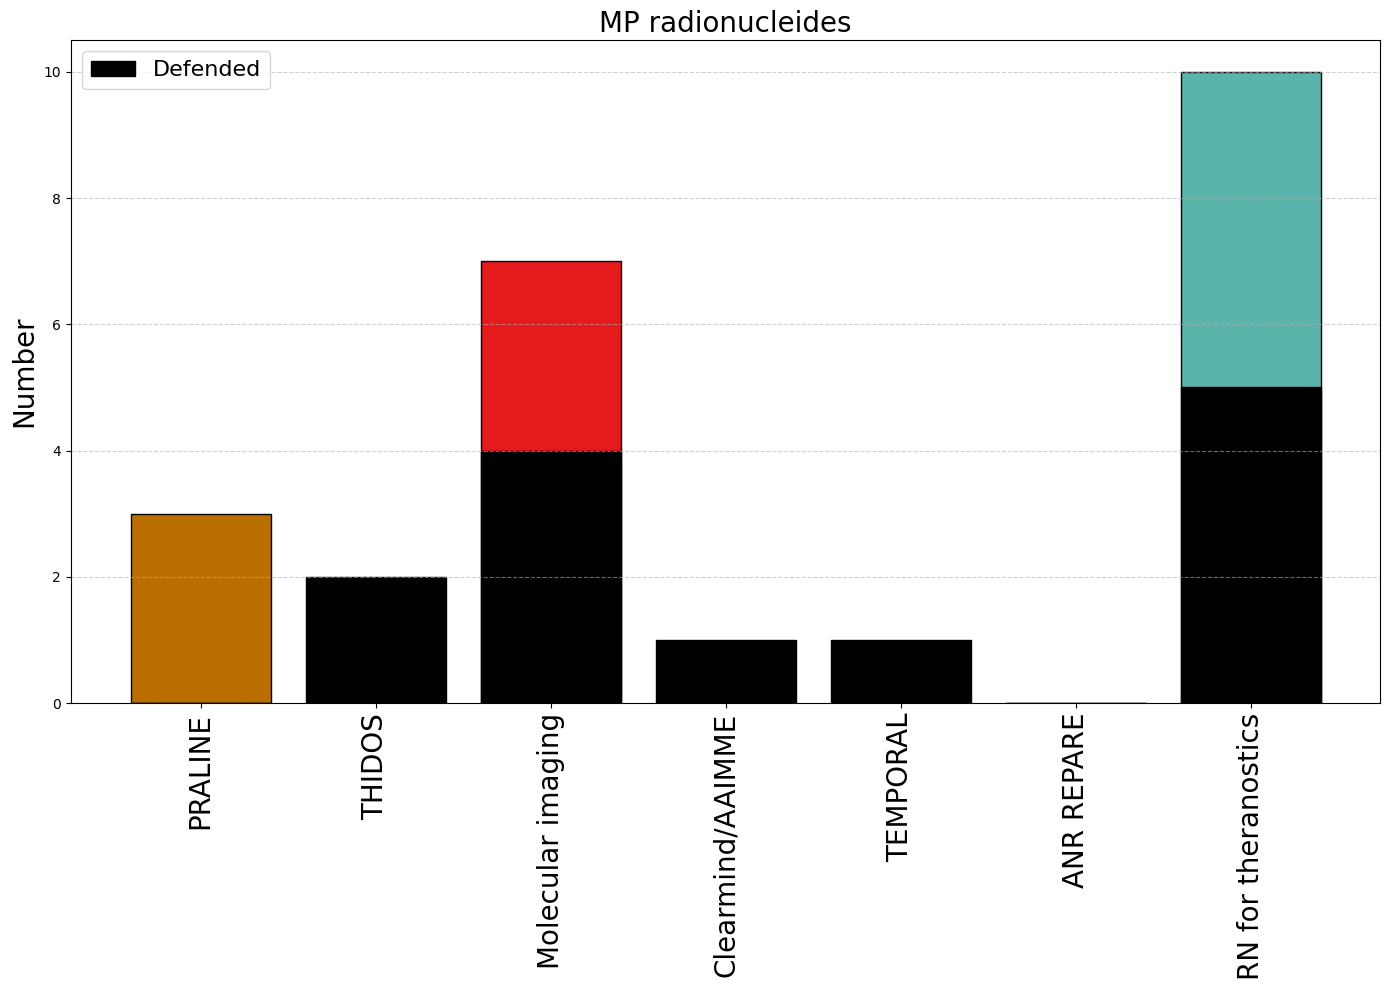 MP radionucleides
Defended
Number
10
8
6
4
2
0
PRALINE
THIDOS
Molecular imaging
Clearmind/AAIMME
TEMPORAL
ANR REPARE
RN for theranostics